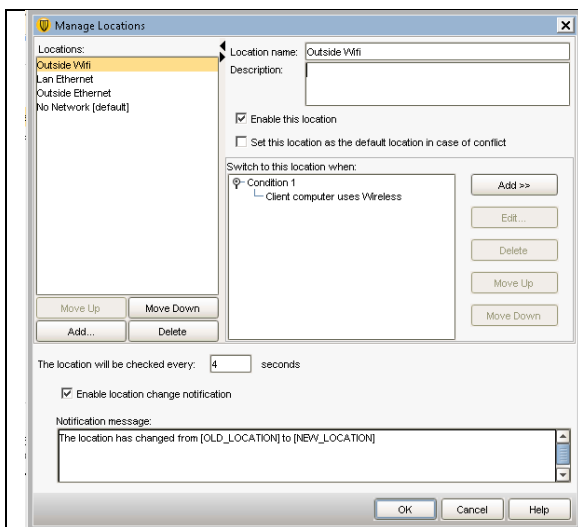 Manage Locations
Locations:
Outside Wifi
Lan Ethernet
Outside Ethernet
No Network [default]
Move Up
Move Down
Add...
Delete
Location name:
Outside Wifi
Description:
Enable this location
Set this location as the default location in case of conflict
Switch to this location when:
Condition 1
Client computer uses Wireless
Add >>
Edit...
Delete
Move Up
Move Down
The location will be checked every: 4 seconds
Enable location change notification
Notification message:
The location has changed from [OLD_LOCATION] to [NEW_LOCATION]
OK
Cancel
Help